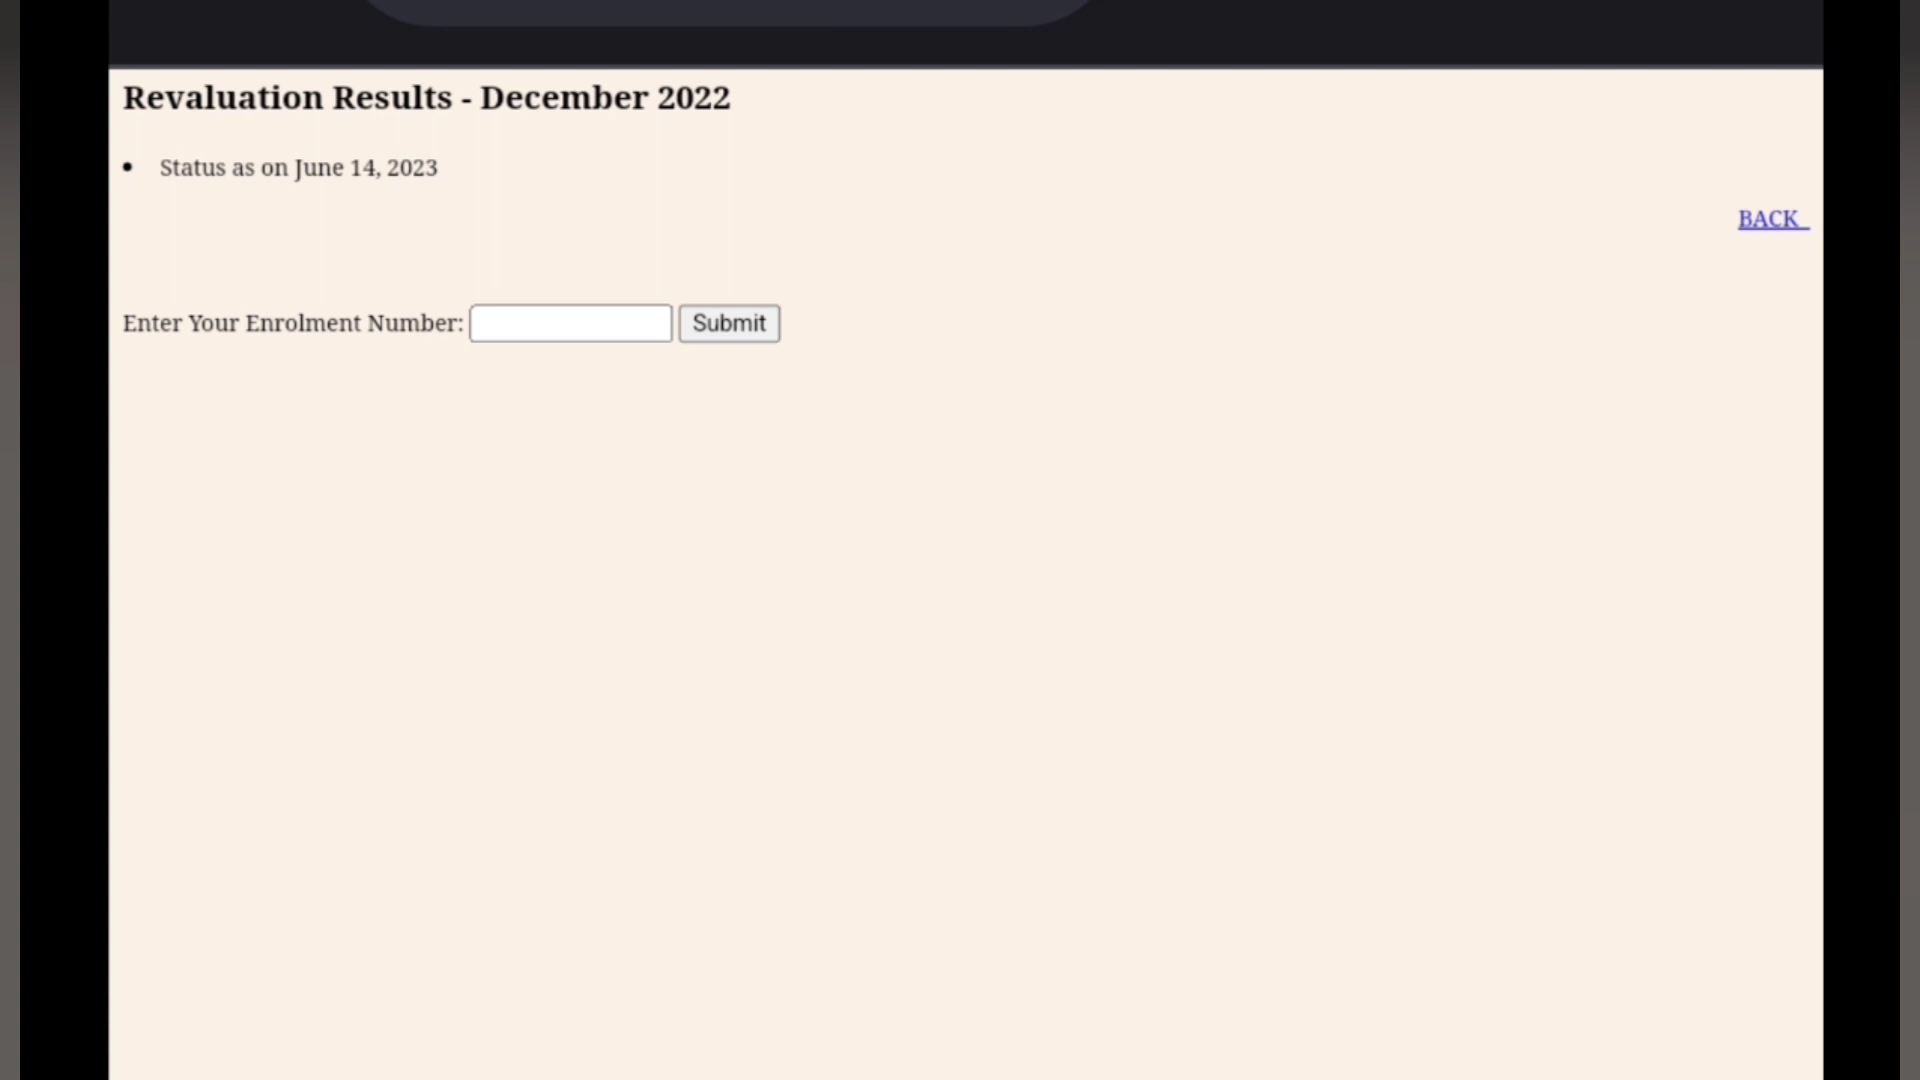 Revaluation Results - December 2022
• Status as on June 14, 2023
BACK
Enter Your Enrolment Number: Submit